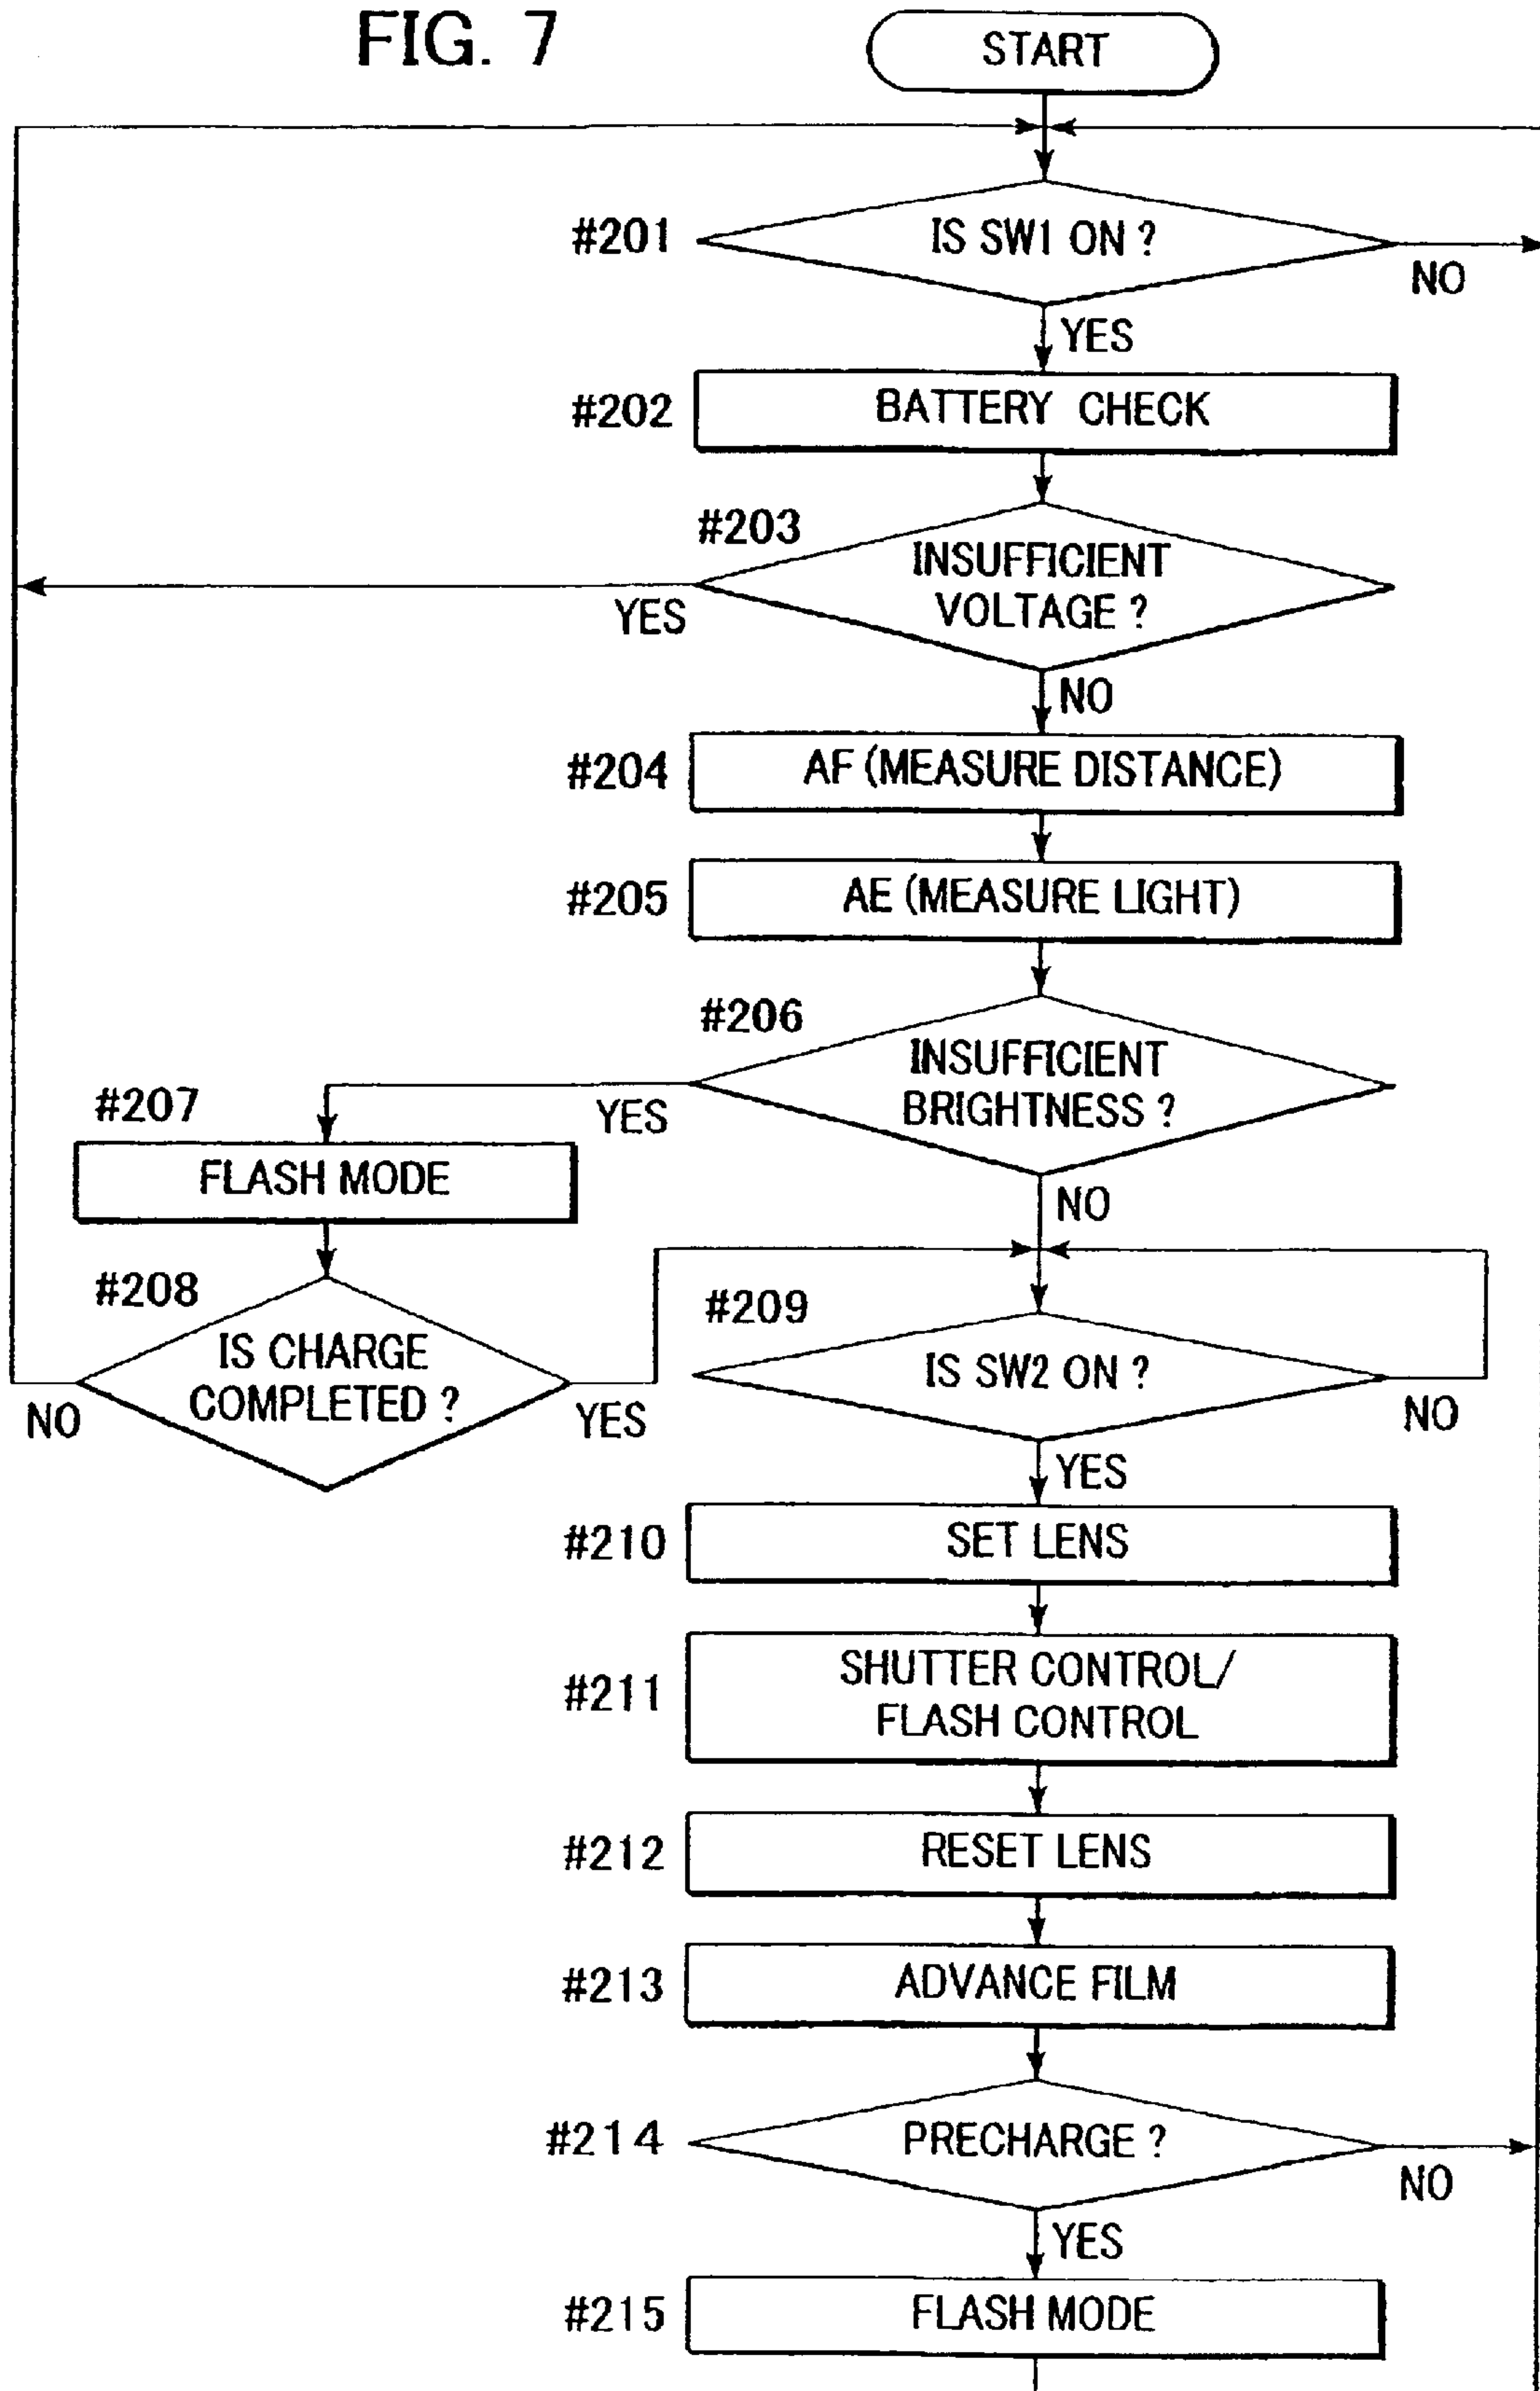 FIG. 7
START
#201
IS SW1 ON ?
NO
YES
#202
BATTERY CHECK
#203
INSUFFICIENT
VOLTAGE ?
YES
NO
#204
AF (MEASURE DISTANCE)
#205
AE (MEASURE LIGHT)
#206
INSUFFICIENT
BRIGHTNESS ?
YES
NO
#207
FLASH MODE
#208
IS CHARGE
COMPLETED ?
NO
YES
#209
IS SW2 ON ?
NO
YES
#210
SET LENS
#211
SHUTTER CONTROL/
FLASH CONTROL
#212
RESET LENS
#213
ADVANCE FILM
#214
PRECHARGE ?
NO
YES
#215
FLASH MODE